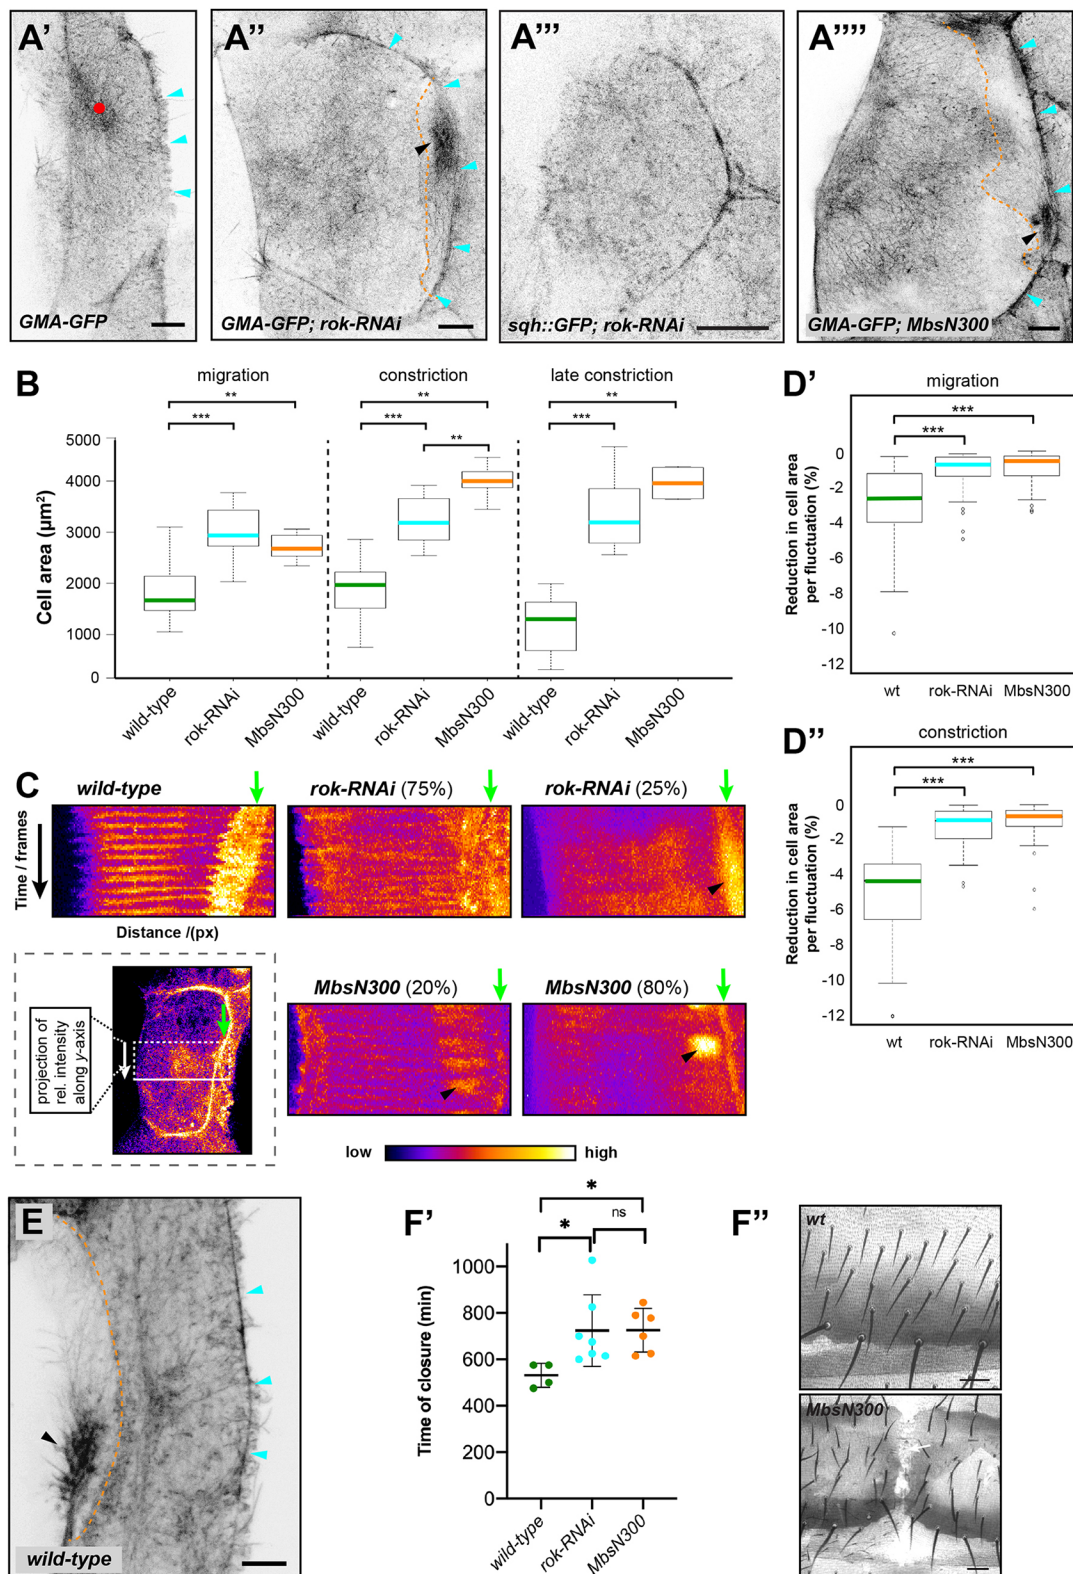 A'
GMA-GFP
A''
GMA-GFP; rok-RNAi
A'''
sqh::GFP; rok-RNAi
A''''
GMA-GFP; MbsN300
B
migration
constriction
late constriction
**
**
**
***
***
**
***
Cell area (µm²)
5000
4000
3000
2000
1000
0
wild-type
rok-RNAi
MbsN300
wild-type
rok-RNAi
MbsN300
wild-type
rok-RNAi
MbsN300
D'
migration
***
***
Reduction in cell area
per fluctuation (%)
0
-2
-4
-6
-8
-10
-12
wt
rok-RNAi
MbsN300
D''
constriction
***
***
Reduction in cell area
per fluctuation (%)
0
-2
-4
-6
-8
-10
-12
wt
rok-RNAi
MbsN300
C
wild-type
rok-RNAi (75%)
rok-RNAi (25%)
Time / frames
Distance /(px)
projection of
rel. intensity
along y-axis
MbsN300 (20%)
MbsN300 (80%)
low
high
E
wild-type
F'
*
*
ns
Time of closure (min)
1000
800
600
400
200
0
wild-type
rok-RNAi
MbsN300
F''
wt
MbsN300